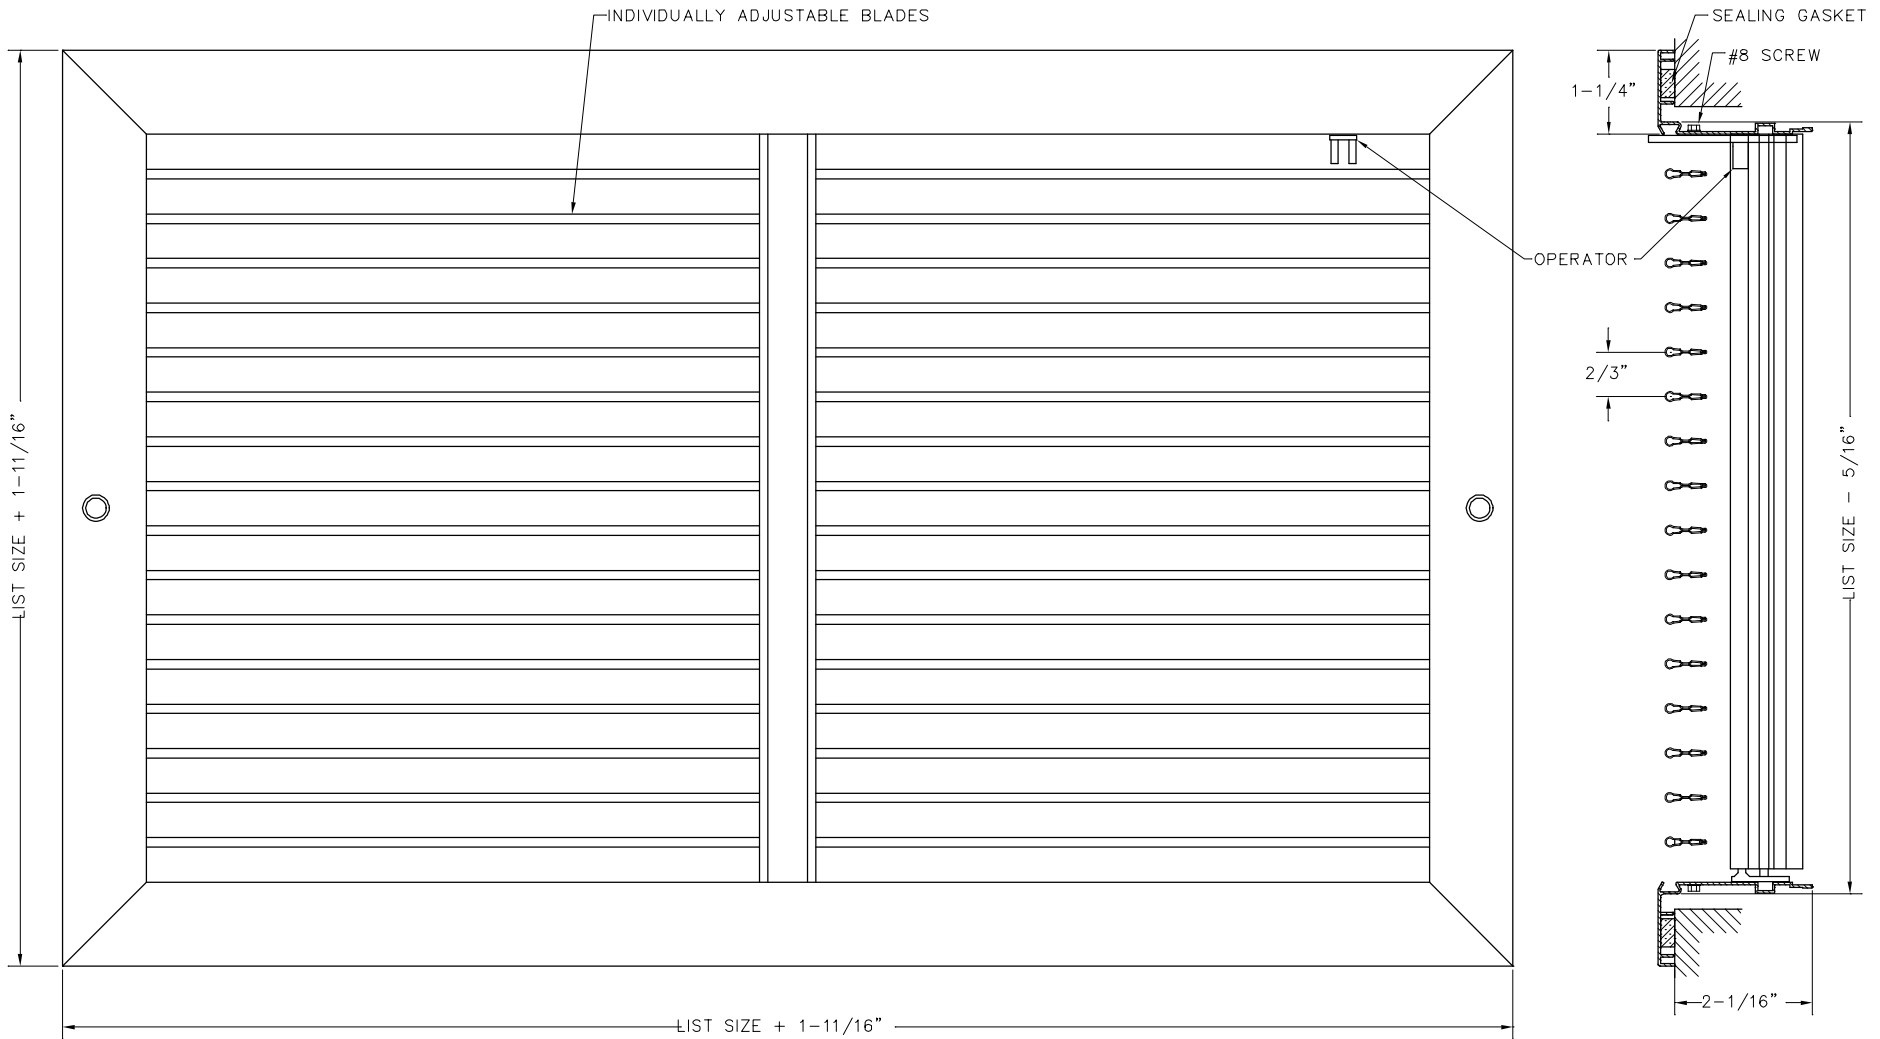 INDIVIDUALLY ADJUSTABLE BLADES
SEALING GASKET
#8 SCREW
1-1/4"
OPERATOR
2/3"
LIST SIZE + 1-11/16"
LIST SIZE - 5/16"
2-1/16"
LIST SIZE + 1-11/16"